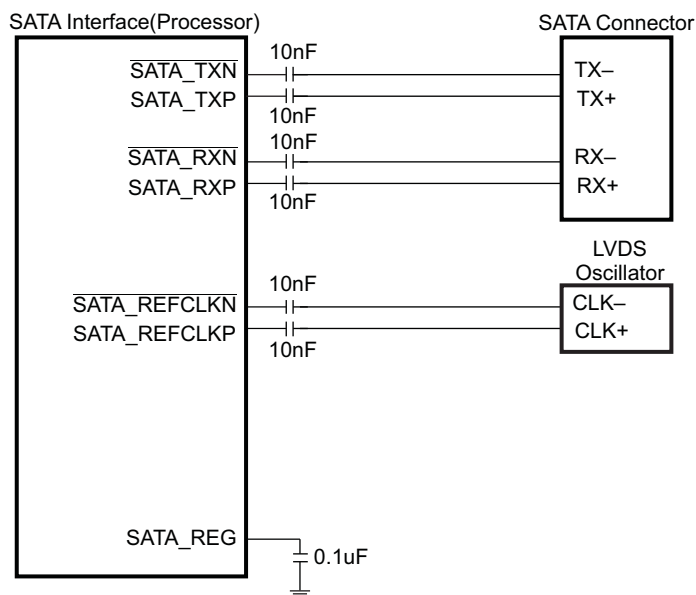 SATA Interface(Processor)
SATA Connector
SATA_TXN
10nF
TX–
SATA_TXP
10nF
TX+
SATA_RXN
10nF
RX–
SATA_RXP
10nF
RX+
LVDS
Oscillator
SATA_REFCLKN
10nF
CLK–
SATA_REFCLKP
10nF
CLK+
SATA_REG
0.1uF